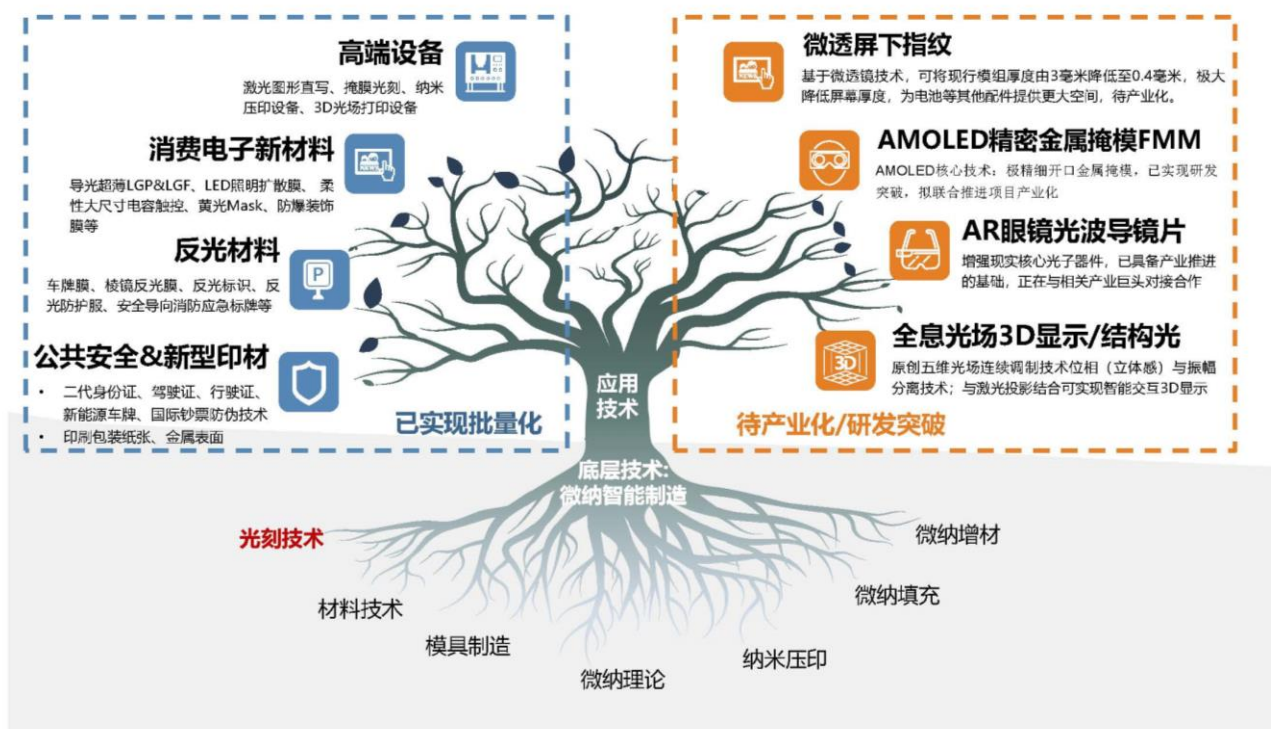 高端设备
激光图形直写、掩膜光刻、纳米
压印设备、3D光场打印设备
消费电子新材料
导光超薄LGP&LGF、LED照明扩散膜、 柔
性大尺寸电容触控、黄光Mask、防爆装饰
膜等
反光材料
车牌膜、棱镜反光膜、反光标识、反
光防护服、安全导向消防应急标牌等
P
公共安全&新型印材
• 二代身份证、驾驶证、行驶证、
新能源车牌、国际钞票防伪技术
• 印刷包装纸张、金属表面
已实现批量化
微透屏下指纹
基于微透镜技术，可将现行模组厚度由3毫米降低至0.4毫米，极大
降低屏幕厚度，为电池等其他配件提供更大空间，待产业化。
AMOLED精密金属掩模FMM
AMOLED核心技术：极精细开口金属掩模，已实现研发
突破，拟联合推进项目产业化
AR眼镜光波导镜片
增强现实核心光子器件，已具备产业推进
的基础，正在与相关产业巨头对接合作
全息光场3D显示/结构光
3D
原创五维光场连续调制技术位相（立体感）与振幅
分离技术；与激光投影结合可实现智能交互3D显示
待产业化/研发突破
应用
技术
底层技术:
微纳智能制造
光刻技术
材料技术
模具制造
微纳理论
纳米压印
微纳填充
微纳增材